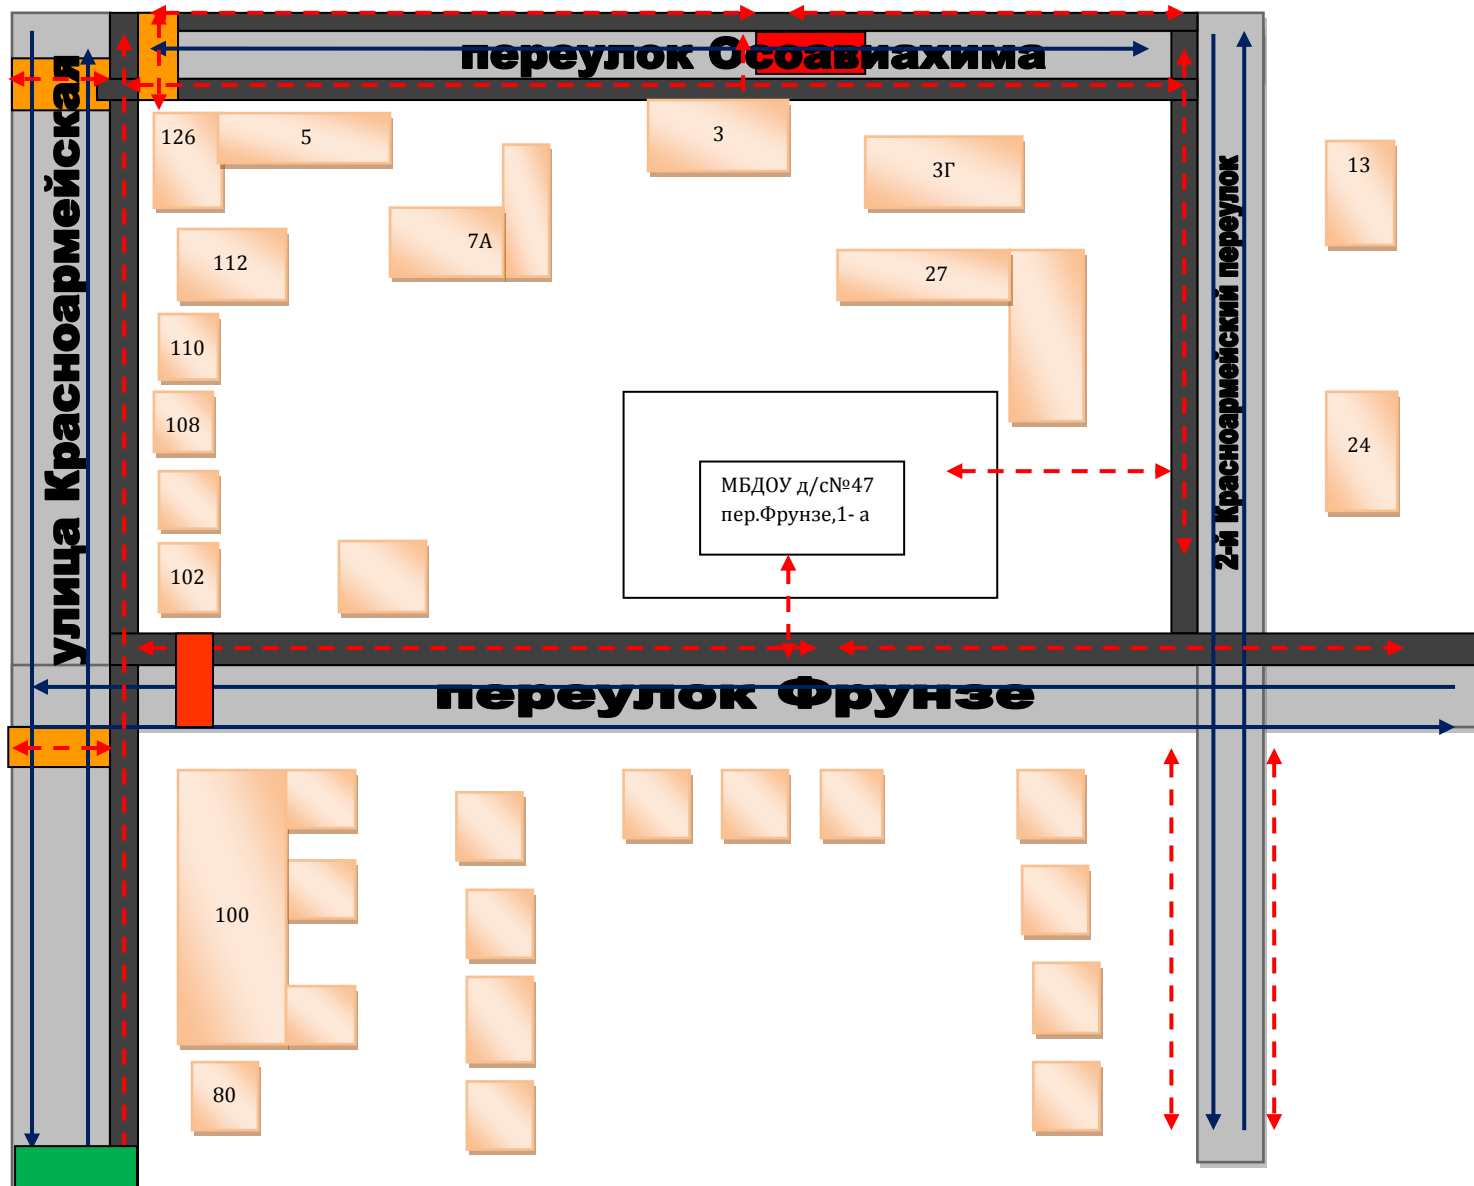 переулок Осоавиахима
улица Красноармейская
2-й Красноармейский переулок
126
5
3
3Г
13
7А
112
27
110
108
24
МБДОУ д/с№47
пер.Фрунзе,1- а
102
переулок Фрунзе
100
80